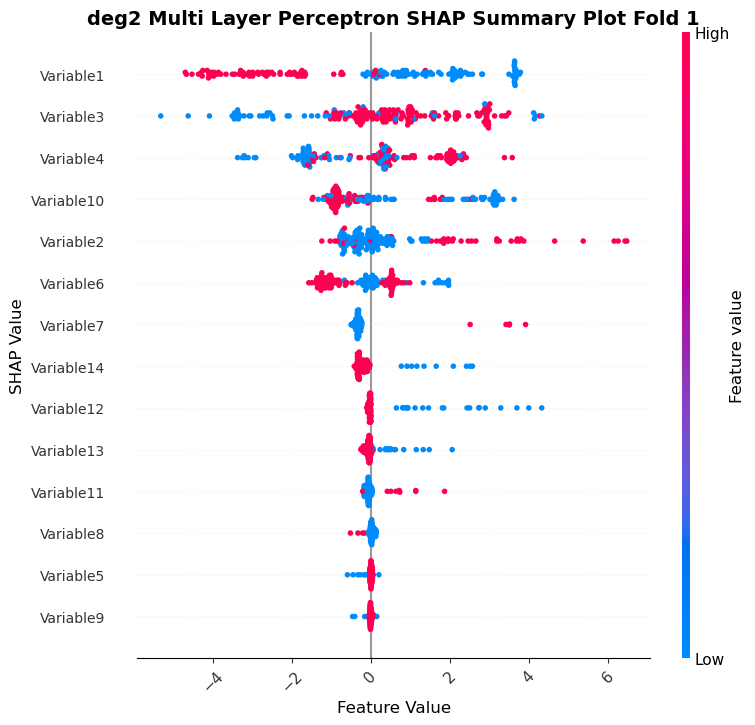 deg2 Multi Layer Perceptron SHAP Summary Plot Fold 1
High
Variable1
Variable3
Variable4
Variable10
Variable2
Variable6
Variable7
Variable14
Variable12
Variable13
Variable11
Variable8
Variable5
Variable9
SHAP Value
Feature value
Low
−4
−2
0
2
4
6
Feature Value